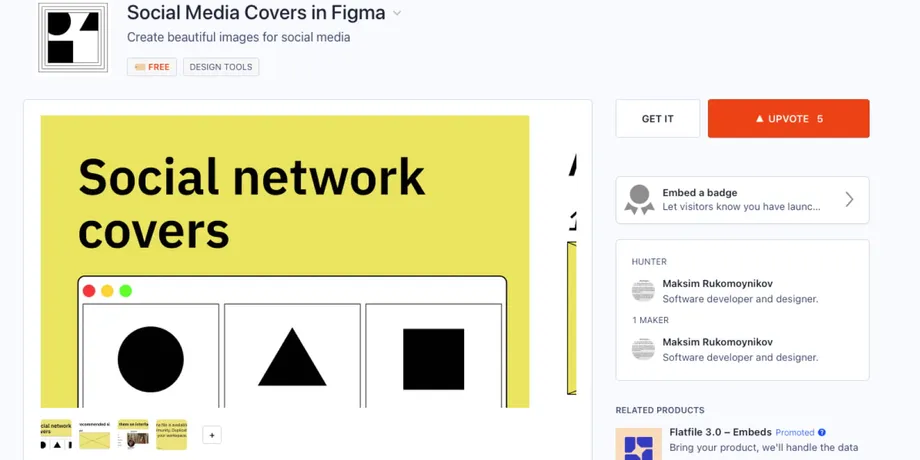 Social Media Covers in Figma
Create beautiful images for social media
FREE
DESIGN TOOLS
Social network
covers
GET IT
UPVOTE 5
Embed a badge
Let visitors know you have launc...
HUNTER
Maksim Rukomoynikov
Software developer and designer.
1 MAKER
Maksim Rukomoynikov
Software developer and designer.
RELATED PRODUCTS
Flatfile 3.0 – Embeds Promoted
Bring your product, we'll handle the data